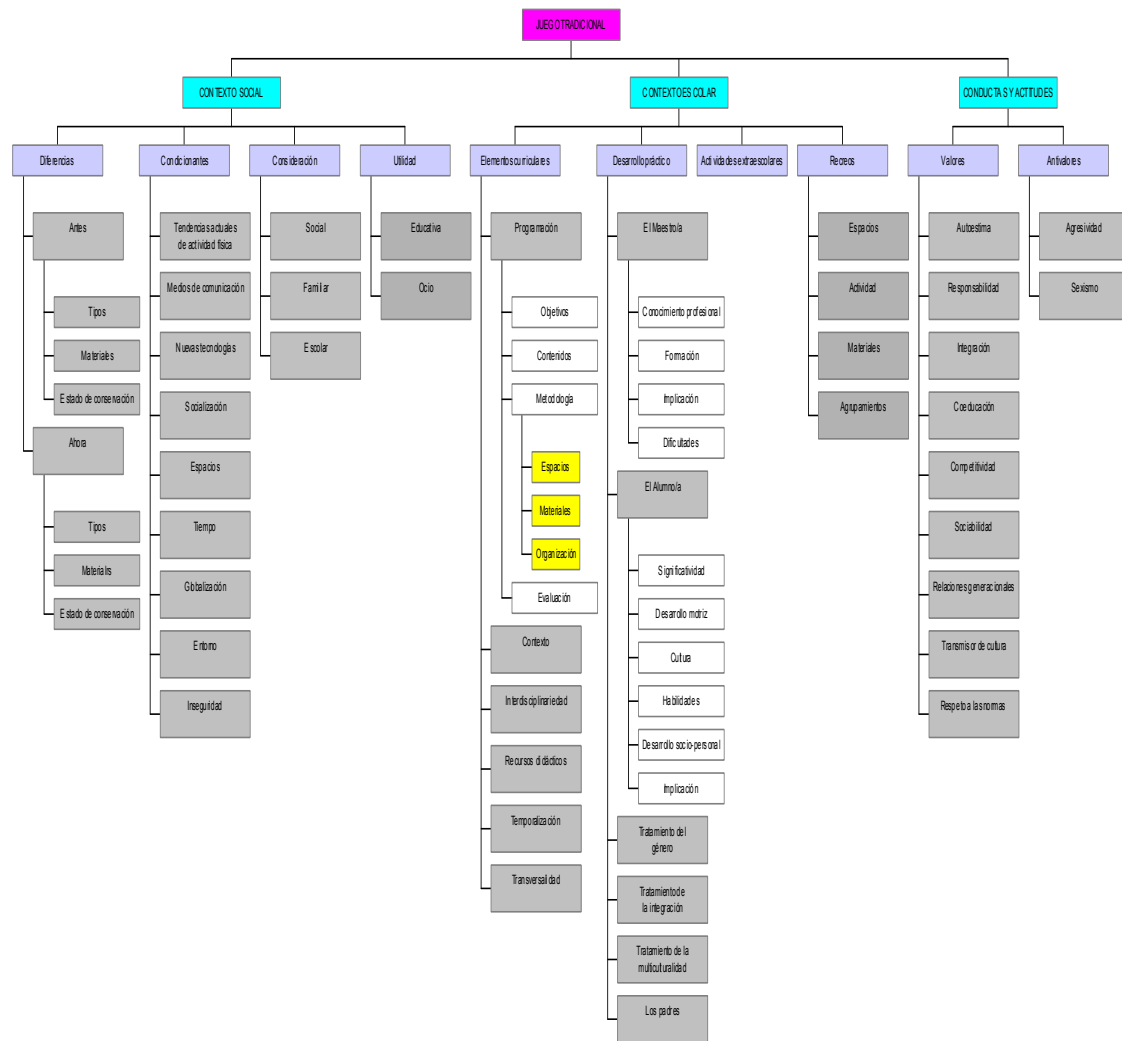 JUEGO TRADICIONAL
CONTEXTO SOCIAL
CONTEXTO ESCOLAR
CONDUCTAS Y ACTITUDES
Diferencias
Condicionantes
Consideración
Utilidad
Elementos curriculares
Desarrollo práctico
Actividades extraescolares
Recreos
Valores
Antivalores
Antes
Tipos
Materiales
Estado de conservación
Ahora
Tipos
Materialrs
Estado de conservación
Tendencias actuales
de actividad física
Medios de comunicación
Nuevas tecnologías
Socialización
Espacios
Tiempo
Globalización
Entorno
Inseguridad
Social
Familiar
Escolar
Educativa
Ocio
Programación
Objetivos
Contenidos
Metodología
Espacios
Materiales
Organización
Evaluación
Contexto
Interdisciplinariedad
Recursos didácticos
Temporalización
Transversalidad
El Maestro/a
Conocimiento profesional
Formación
Implicación
Dificultades
El Alumno/a
Significatividad
Desarrollo motriz
Cultura
Habilidades
Desarrollo socio-personal
Implicación
Tratamiento del
género
Tratamiento de
la integración
Tratamiento de la
multiculturalidad
Los padres
Espacios
Actividad
Materiales
Agrupamientos
Autoestima
Responsabilidad
Integración
Coeducación
Competitividad
Sociabilidad
Relaciones generacionales
Transmisor de cultura
Respeto a las normas
Agresividad
Sexismo